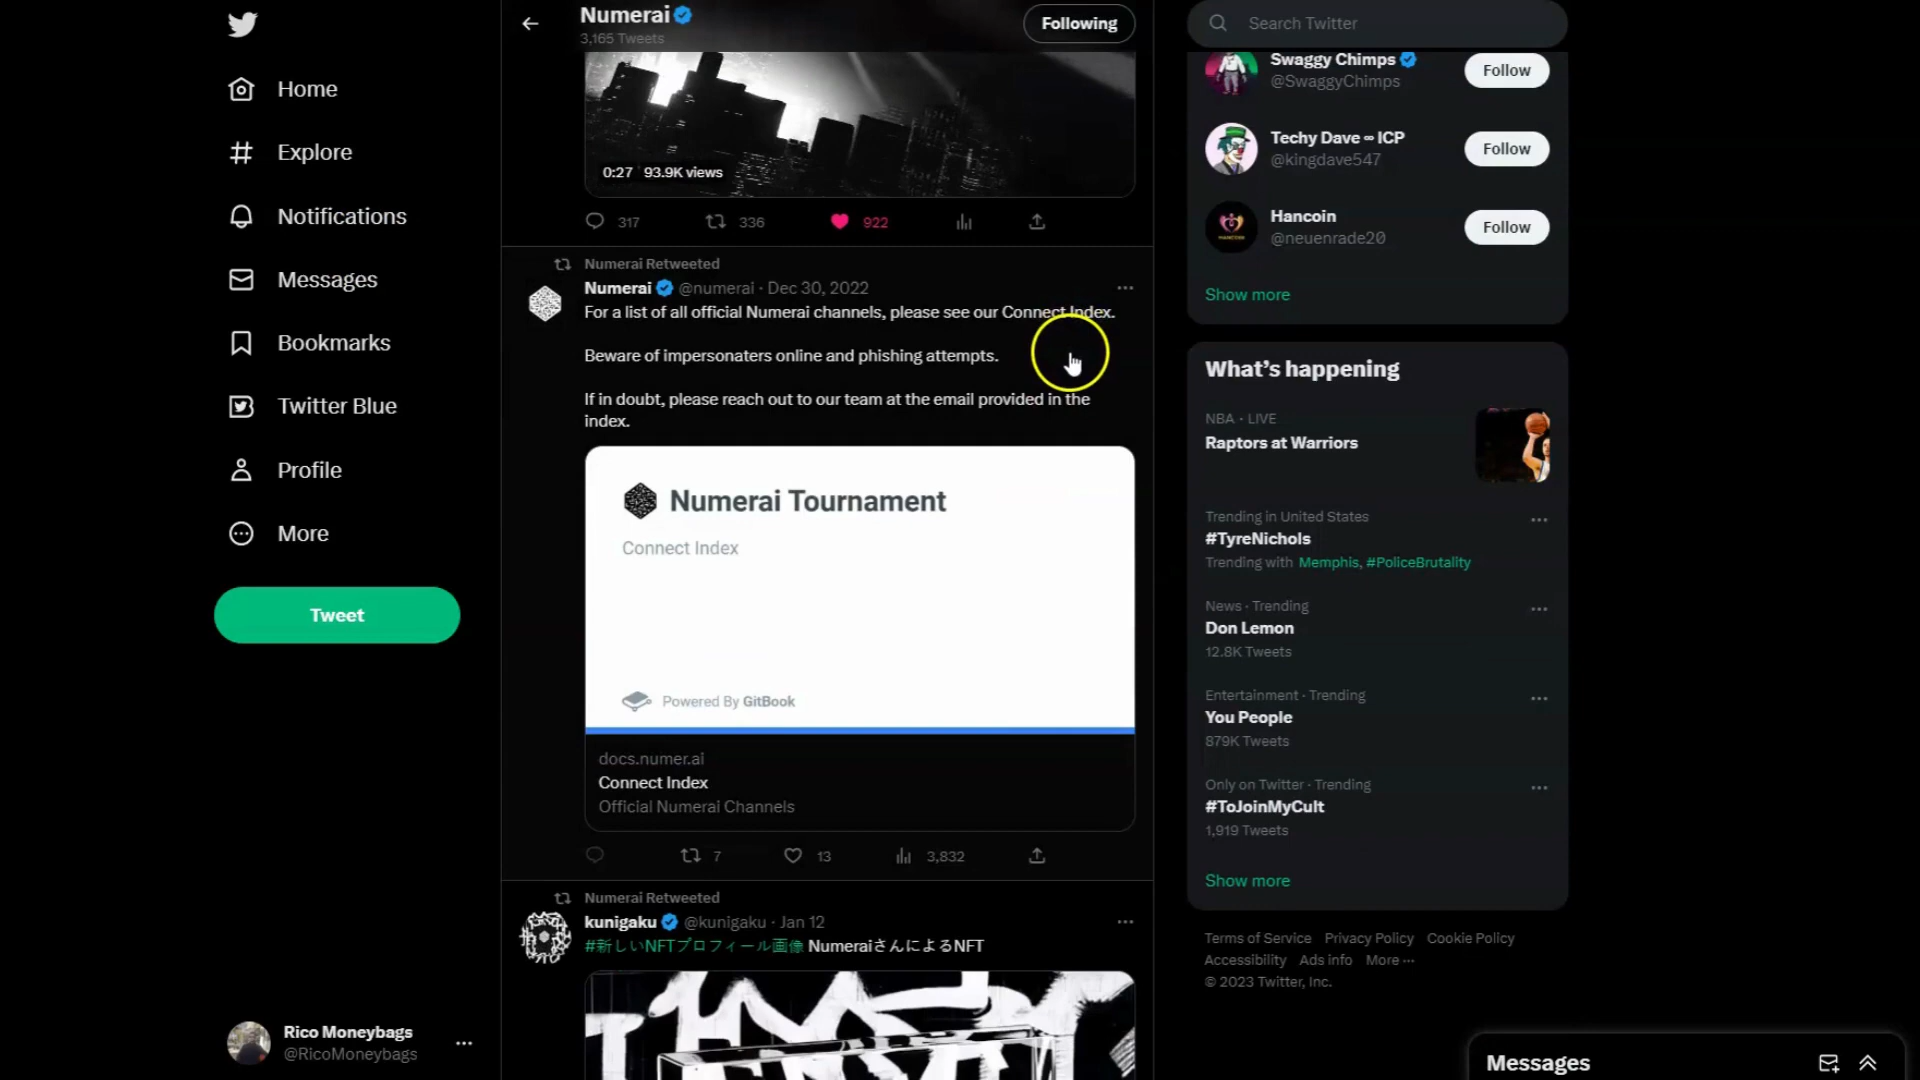 Home
Explore
Notifications
Messages
Bookmarks
Twitter Blue
Profile
More
Tweet
Rico Moneybags
@RicoMoneybags
Numerai
3,165 Tweets
Following
0:27 93.9K views
317 336 922
Numerai Retweeted
Numerai @numerai · Dec 30, 2022
For a list of all official Numerai channels, please see our Connect Index.
Beware of impersonaters online and phishing attempts.
If in doubt, please reach out to our team at the email provided in the
index.
Numerai Tournament
Connect Index
Powered By GitBook
docs.numer.ai
Connect Index
Official Numerai Channels
7 13 3,832
Numerai Retweeted
kunigaku @kunigaku · Jan 12
#新しいNFTプロフィール画像 NumeraiさんによるNFT
Search Twitter
Swaggy Chimps
@SwaggyChimps
Follow
Techy Dave ∞ ICP
@kingdave547
Follow
Hancoin
@neuenrade20
Follow
Show more
What's happening
NBA · LIVE
Raptors at Warriors
Trending in United States
#TyreNichols
Trending with Memphis, #PoliceBrutality
News · Trending
Don Lemon
12.8K Tweets
Entertainment · Trending
You People
879K Tweets
Only on Twitter · Trending
#ToJoinMyCult
1,919 Tweets
Show more
Terms of Service Privacy Policy Cookie Policy
Accessibility Ads info More ···
© 2023 Twitter, Inc.
Messages